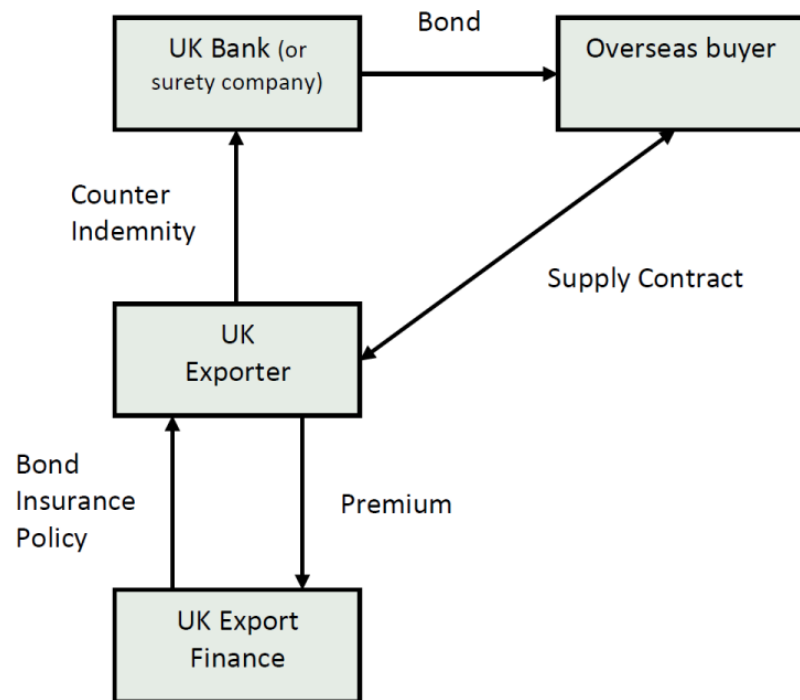 Bond
UK Bank (or
surety company)
Overseas buyer
Counter
Indemnity
Supply Contract
UK
Exporter
Bond
Insurance
Policy
Premium
UK Export
Finance